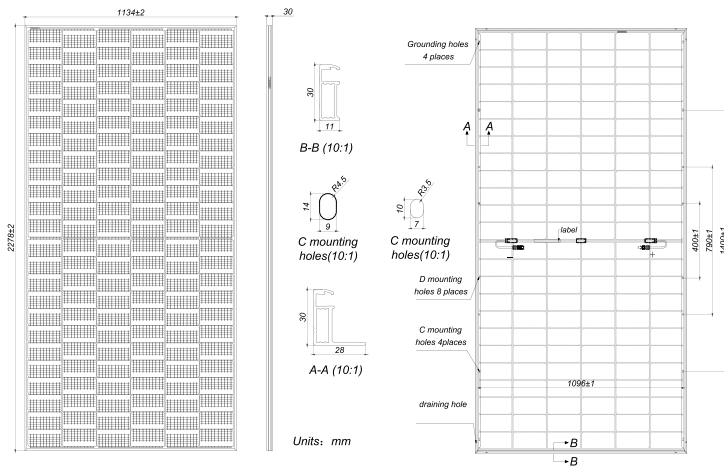 1134±2
30
2278±2
30
11
B-B (10:1)
R4.5
14
9
C mounting
holes(10:1)
R3.5
10
7
C mounting
holes(10:1)
30
28
A-A (10:1)
Units: mm
Grounding holes
4 places
A
A
label
−
+
D mounting
holes 8 places
C mounting
holes 4places
1096±1
draining hole
B
B
400±1
790±1
1400±1